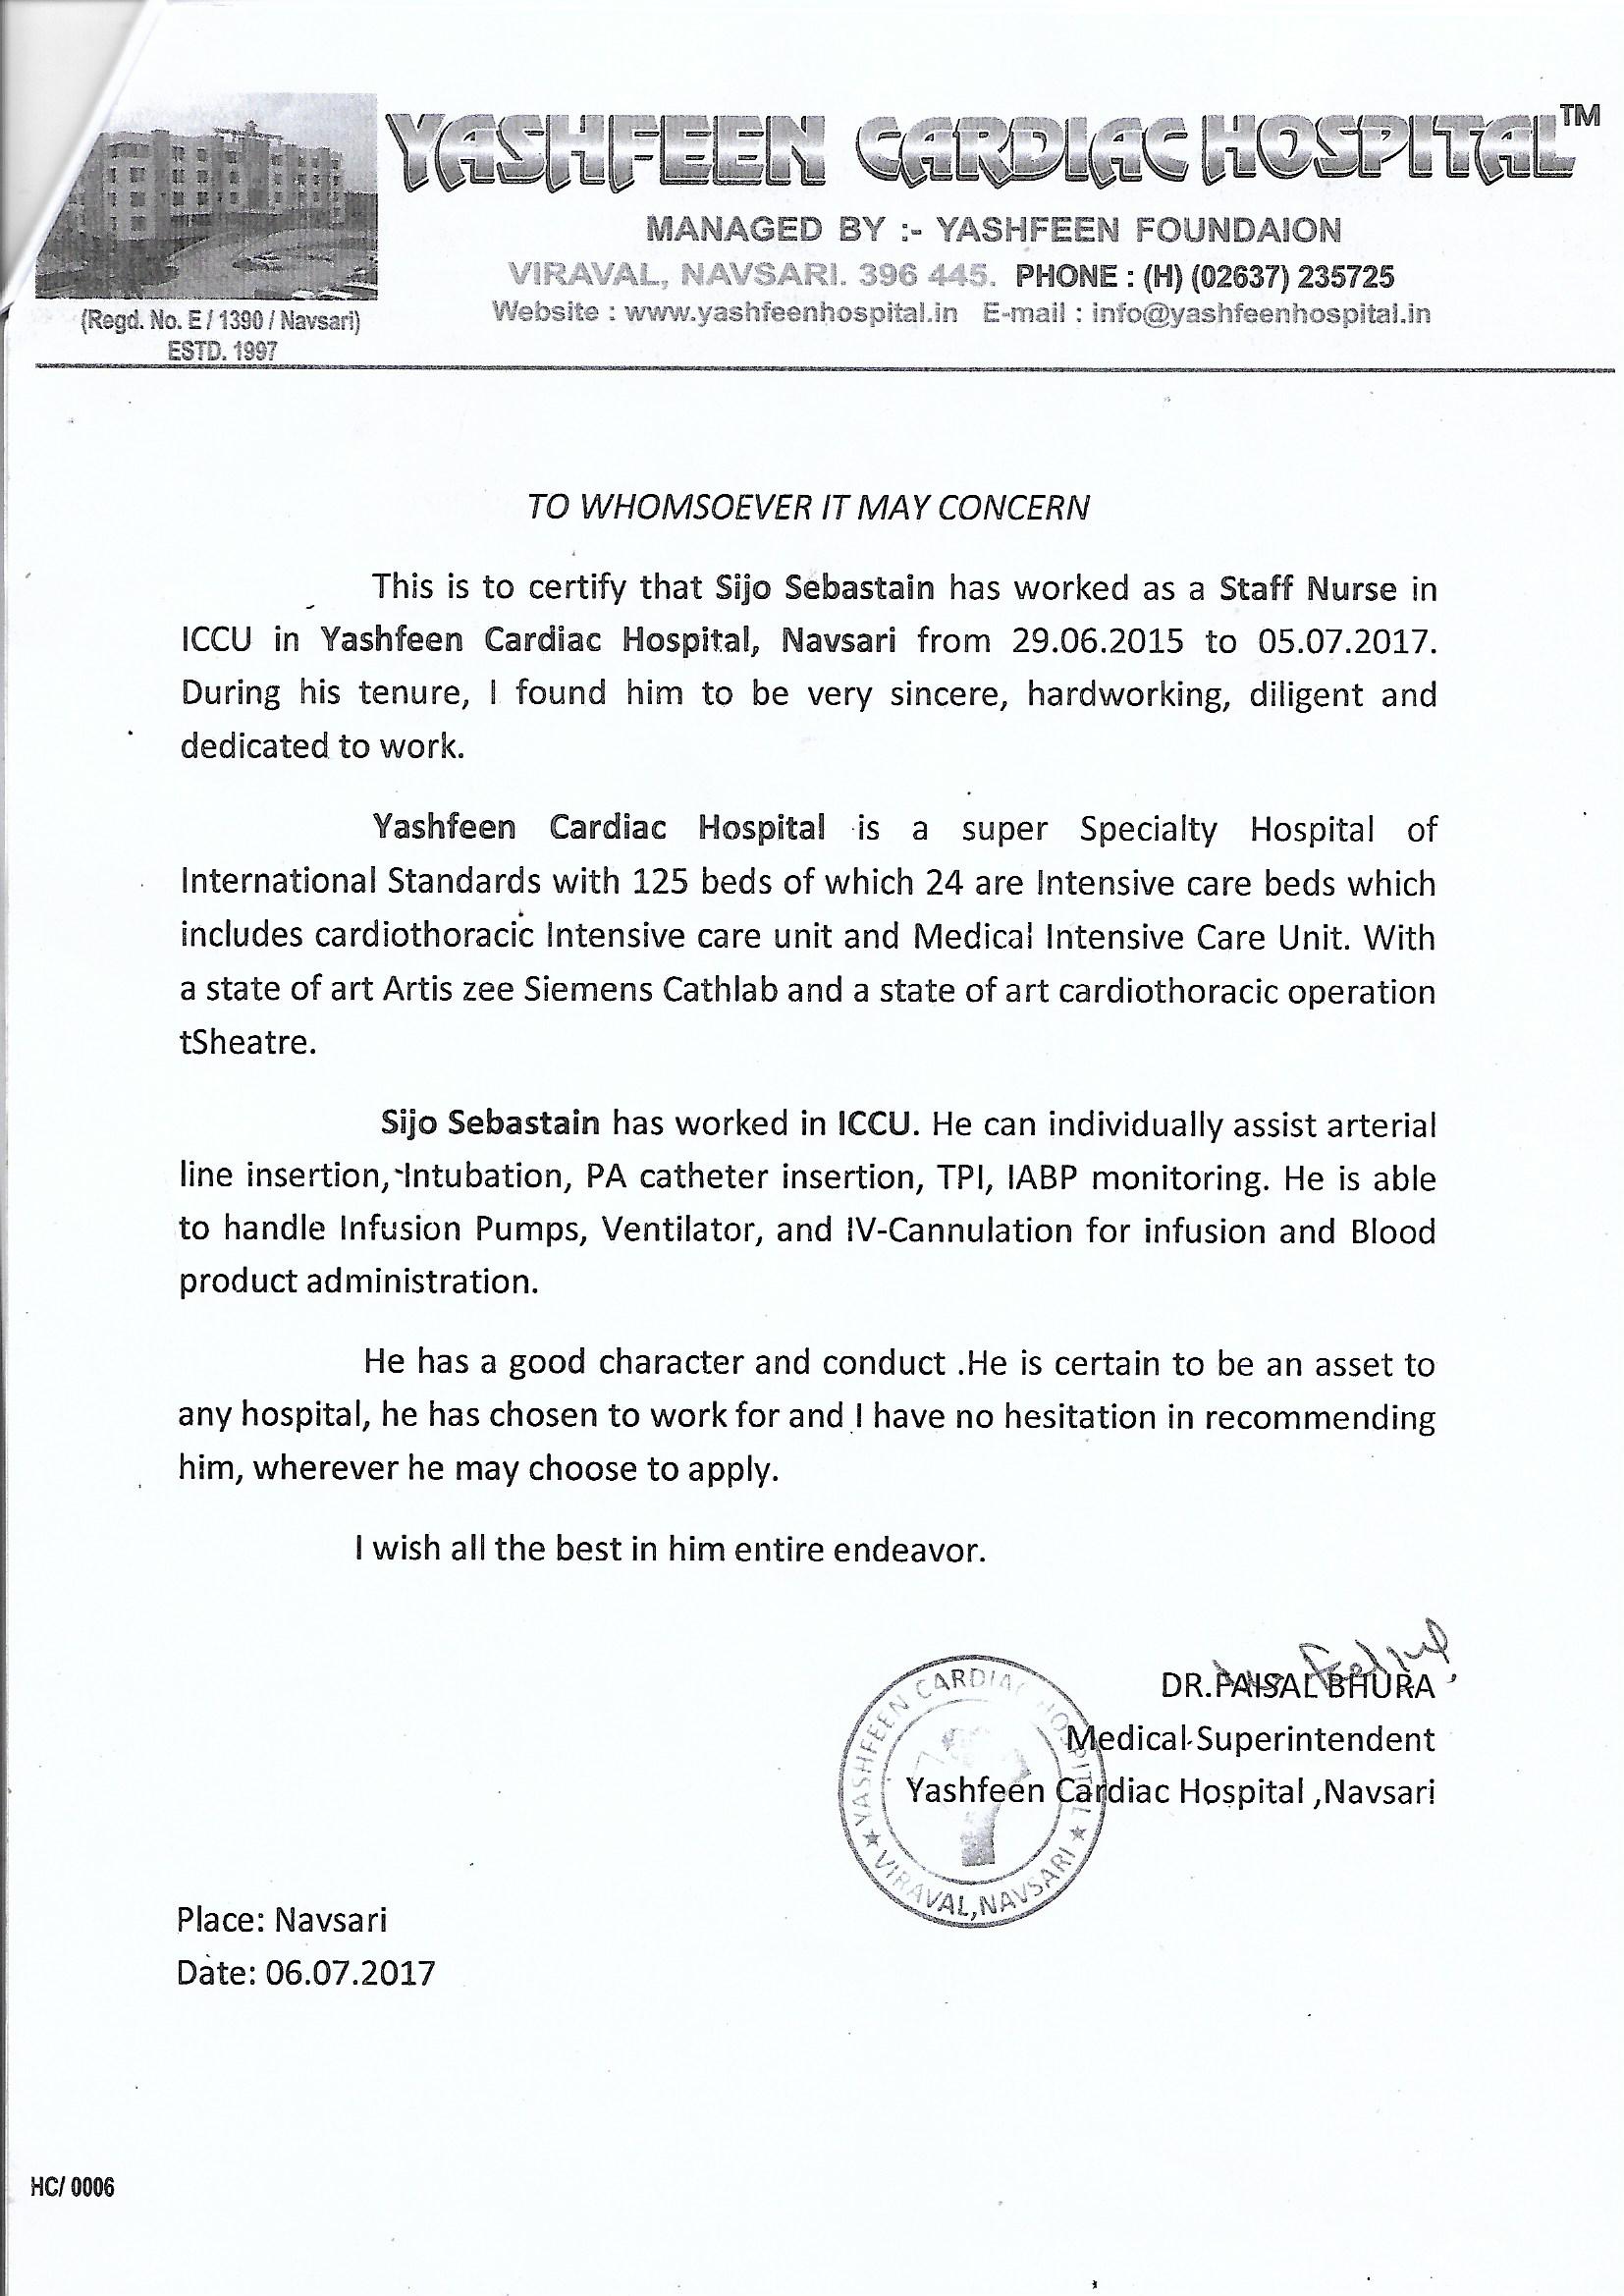 YASHFEEN CARDIAC HOSPITAL™
MANAGED BY :- YASHFEEN FOUNDAION
VIRAVAL, NAVSARI. 396 445. PHONE : (H) (02637) 235725
Website : www.yashfeenhospital.in E-mail : info@yashfeenhospital.in
(Regd. No. E / 1390 / Navsari)
ESTD. 1997
TO WHOMSOEVER IT MAY CONCERN
This is to certify that Sijo Sebastain has worked as a Staff Nurse in
ICCU in Yashfeen Cardiac Hospital, Navsari from 29.06.2015 to 05.07.2017.
During his tenure, I found him to be very sincere, hardworking, diligent and
dedicated to work.
Yashfeen Cardiac Hospital is a super Specialty Hospital of
International Standards with 125 beds of which 24 are Intensive care beds which
includes cardiothoracic Intensive care unit and Medical Intensive Care Unit. With
a state of art Artis zee Siemens Cathlab and a state of art cardiothoracic operation
tSheatre.
Sijo Sebastain has worked in ICCU. He can individually assist arterial
line insertion, Intubation, PA catheter insertion, TPI, IABP monitoring. He is able
to handle Infusion Pumps, Ventilator, and IV-Cannulation for infusion and Blood
product administration.
He has a good character and conduct .He is certain to be an asset to
any hospital, he has chosen to work for and I have no hesitation in recommending
him, wherever he may choose to apply.
I wish all the best in him entire endeavor.
DR.FAISAL BHURA
Medical Superintendent
Yashfeen Cardiac Hospital ,Navsari
YASHFEEN CARDIAC HOSPITAL
★ VIRAVAL, NAVSARI ★
Place: Navsari
Date: 06.07.2017
HC/ 0006